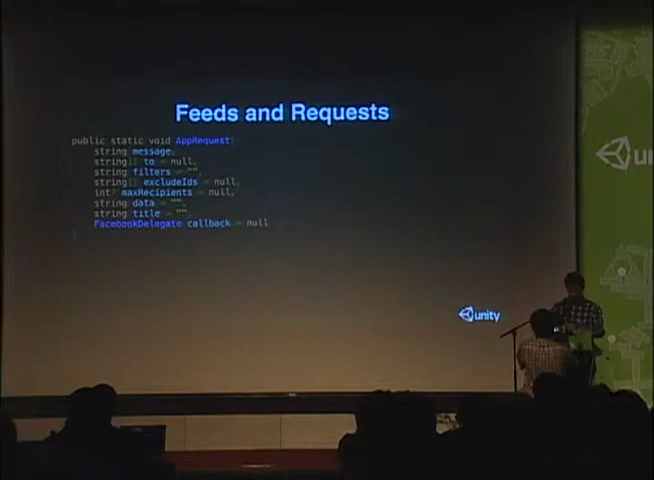 Feeds and Requests
public static void AppRequest(
string message,
string[] to = null,
string filters = "",
string[] excludeIds = null,
int? maxRecipients = null,
string data = "",
string title = "",
FacebookDelegate callback = null
)
unity
un